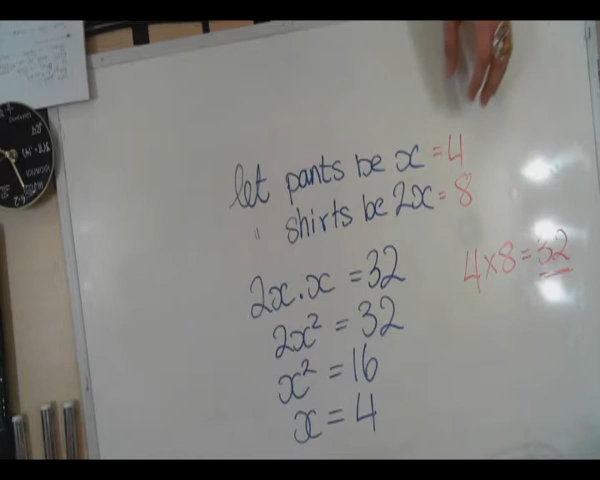 let pants be x = 4
" shirts be 2x = 8
2x . x = 32
4 x 8 = 32
2x² = 32
x² = 16
x = 4